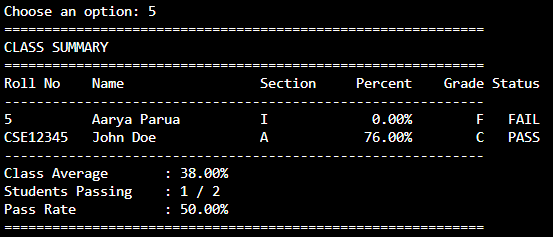 Choose an option: 5
============================================================
CLASS SUMMARY
============================================================
Roll No    Name                 Section      Percent    Grade Status
------------------------------------------------------------
5          Aarya Parua          I              0.00%        F   FAIL
CSE12345   John Doe             A             76.00%        C   PASS
------------------------------------------------------------
Class Average       : 38.00%
Students Passing    : 1 / 2
Pass Rate           : 50.00%
============================================================